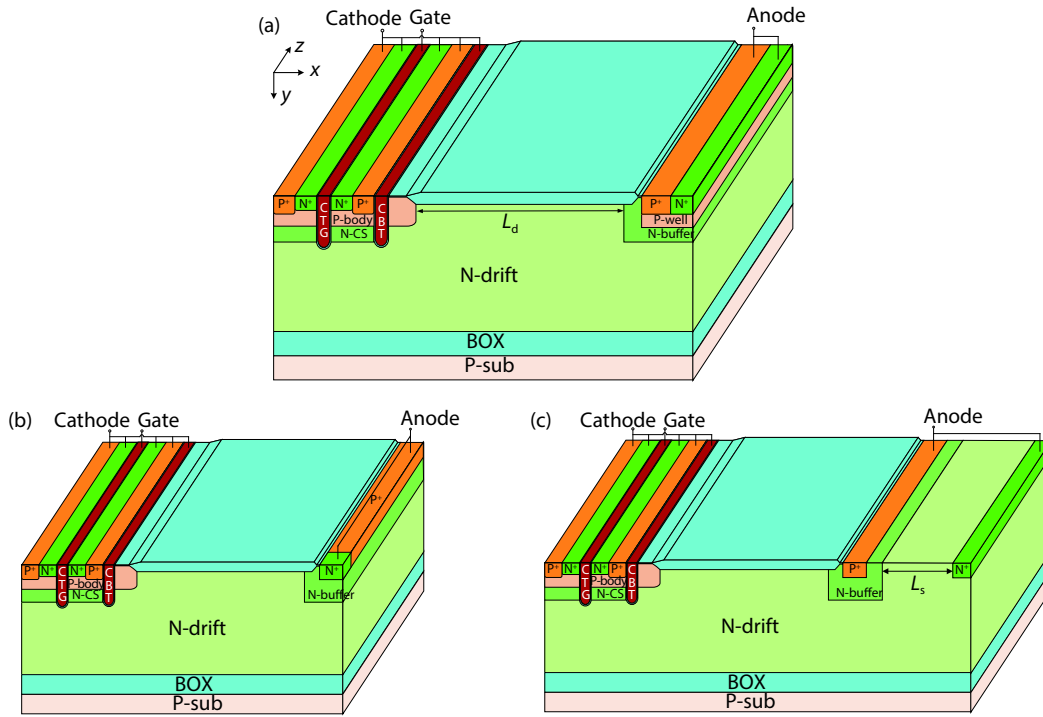 (a)
Cathode Gate
Anode
z
x
y
P⁺ N⁺ C T G N⁺ P⁺ C B T
P⁺ N⁺
P-body
P-well
N-CS
L_d
N-buffer
N-drift
BOX
P-sub
(b)
Cathode Gate
Anode
P⁺
P⁺ N⁺ C T G N⁺ P⁺ C B T
N⁺
P-body
N-CS
N-buffer
N-drift
BOX
P-sub
(c)
Cathode Gate
Anode
P⁺ N⁺ C T G N⁺ P⁺ C B T
P⁺
N⁺
P-body
N-CS
N-buffer
L_s
N-drift
BOX
P-sub